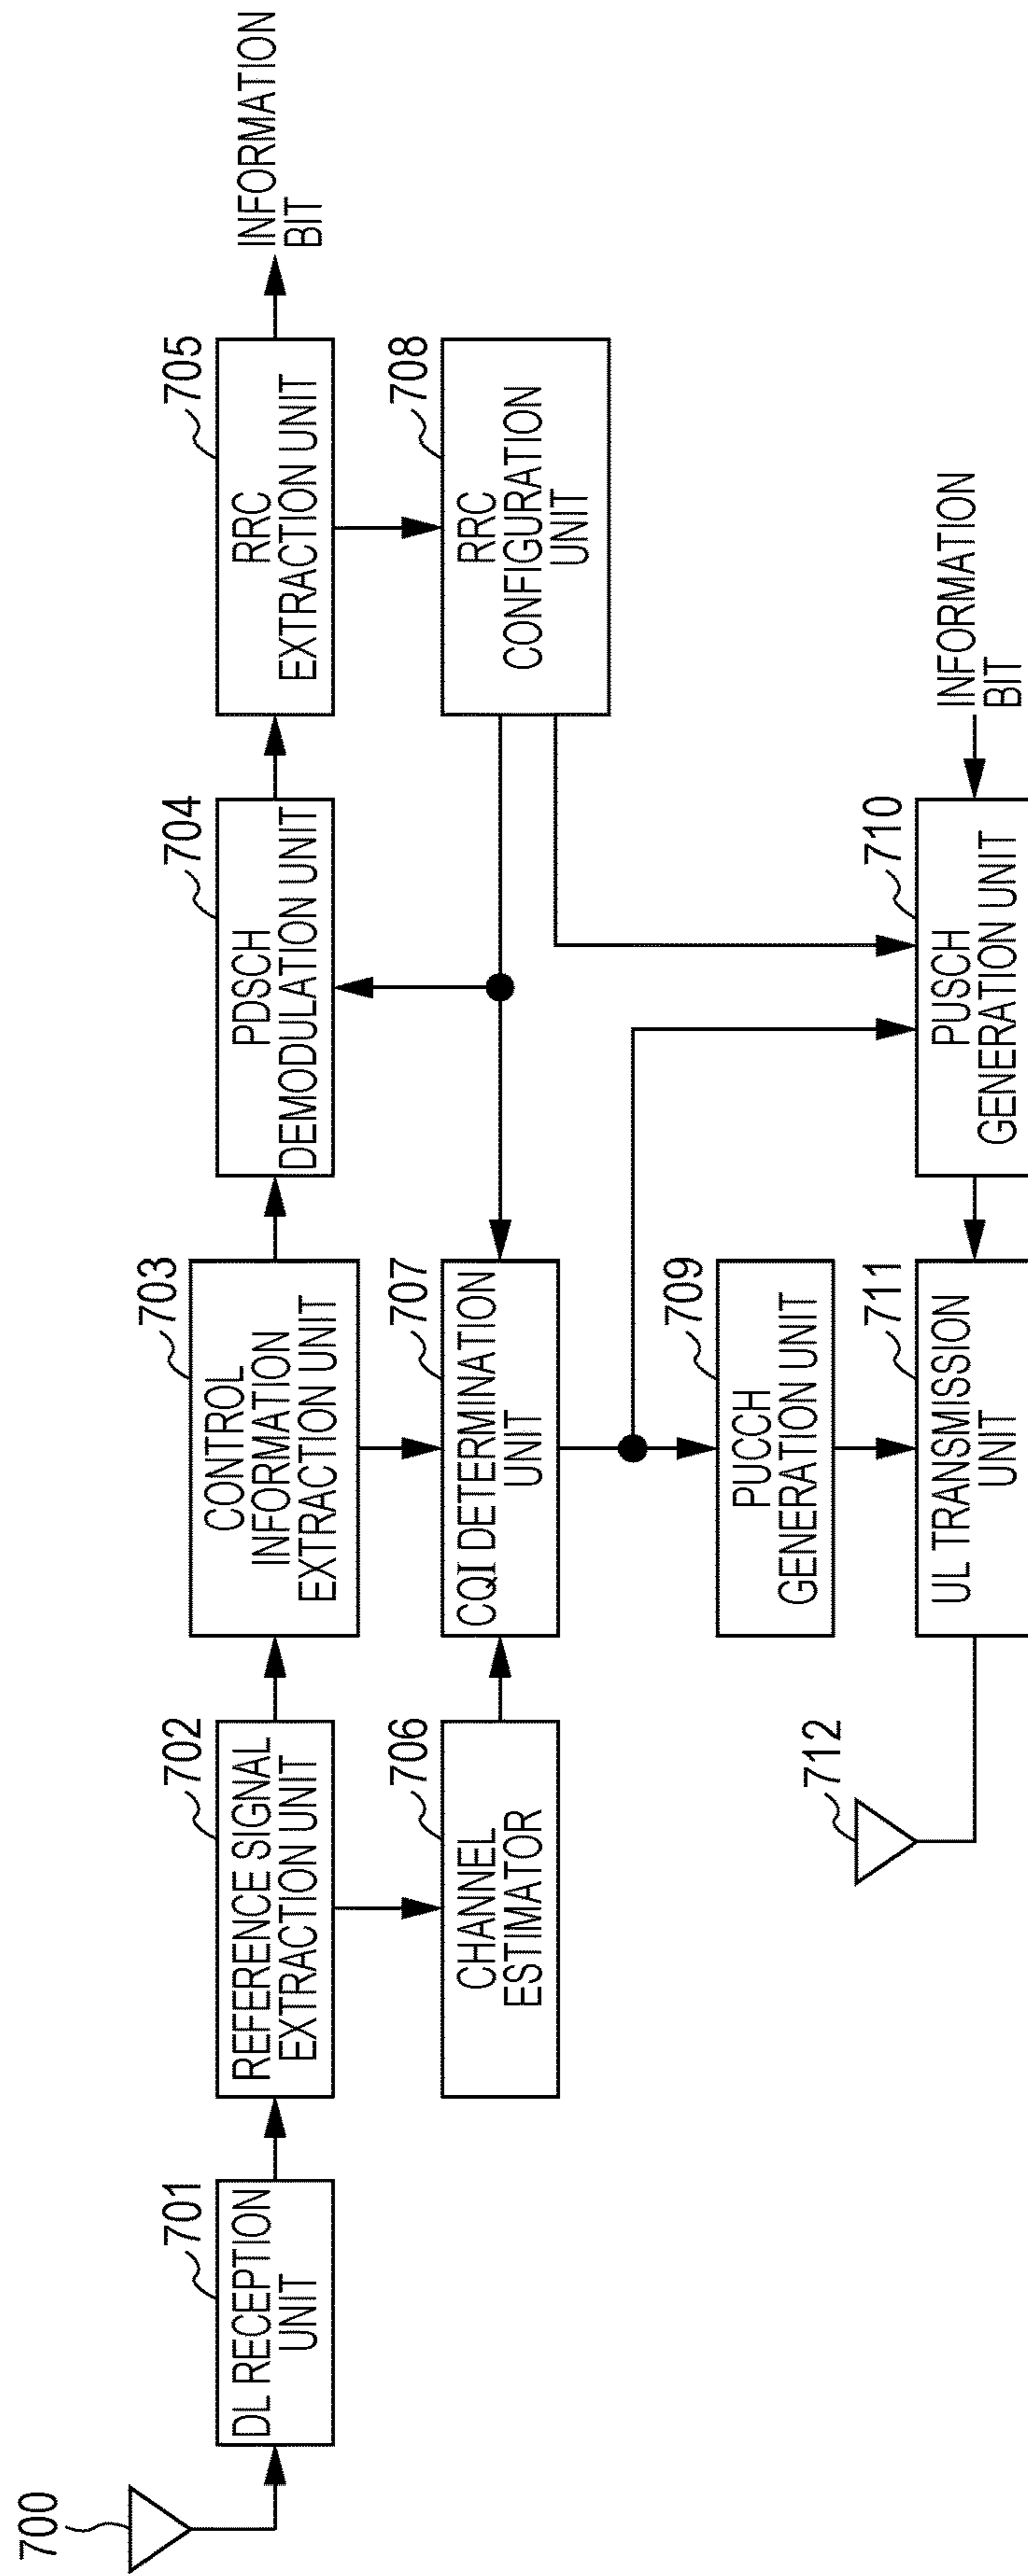 700
701
DL RECEPTION
UNIT
702
REFERENCE SIGNAL
EXTRACTION UNIT
703
CONTROL
INFORMATION
EXTRACTION UNIT
704
PDSCH
DEMODULATION UNIT
705
RRC
EXTRACTION UNIT
INFORMATION
BIT
706
CHANNEL
ESTIMATOR
707
CQI DETERMINATION
UNIT
708
RRC
CONFIGURATION
UNIT
709
PUCCH
GENERATION UNIT
712
711
UL TRANSMISSION
UNIT
710
PUSCH
GENERATION UNIT
INFORMATION
BIT